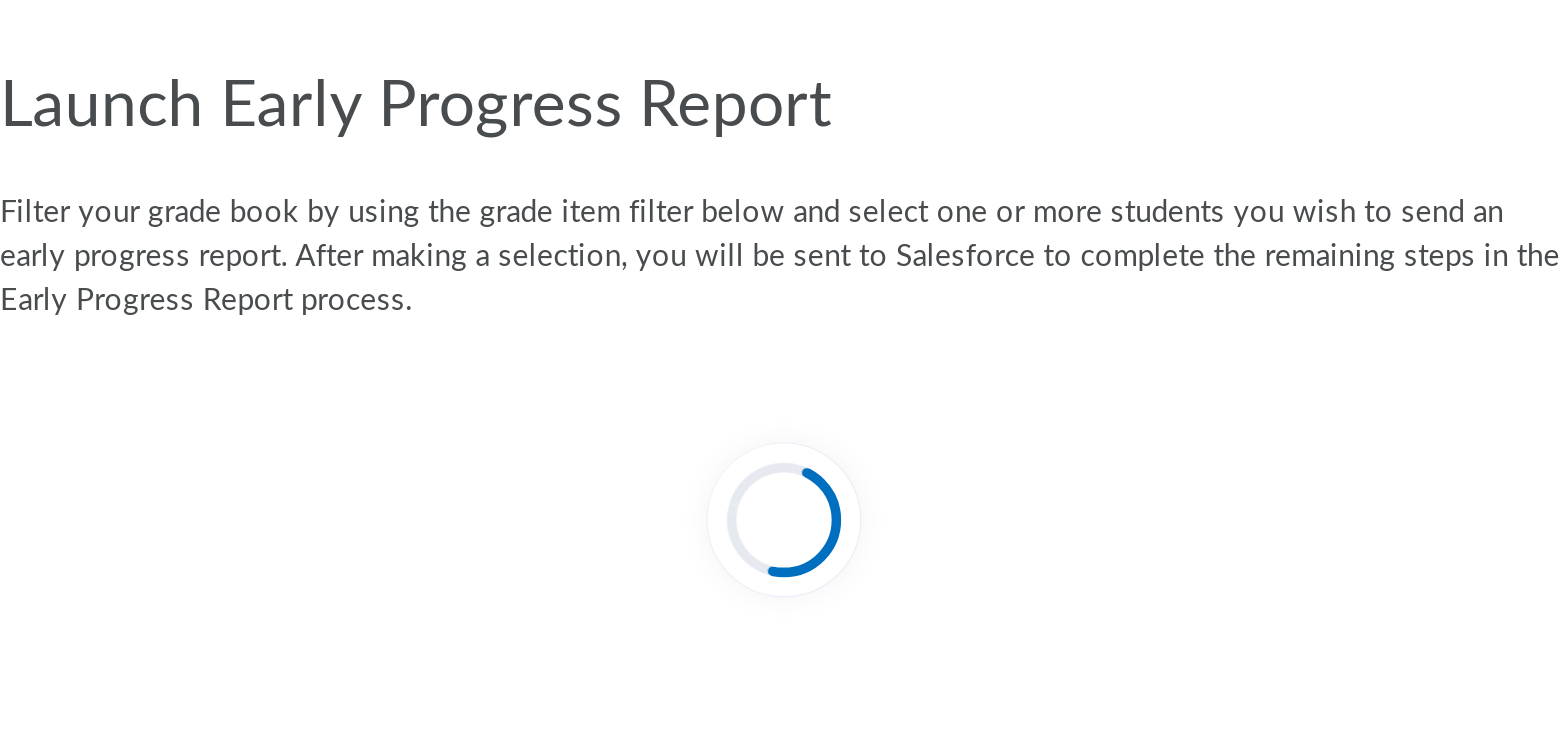 Launch Early Progress Report
Filter your grade book by using the grade item filter below and select one or more students you wish to send an
early progress report. After making a selection, you will be sent to Salesforce to complete the remaining steps in the
Early Progress Report process.